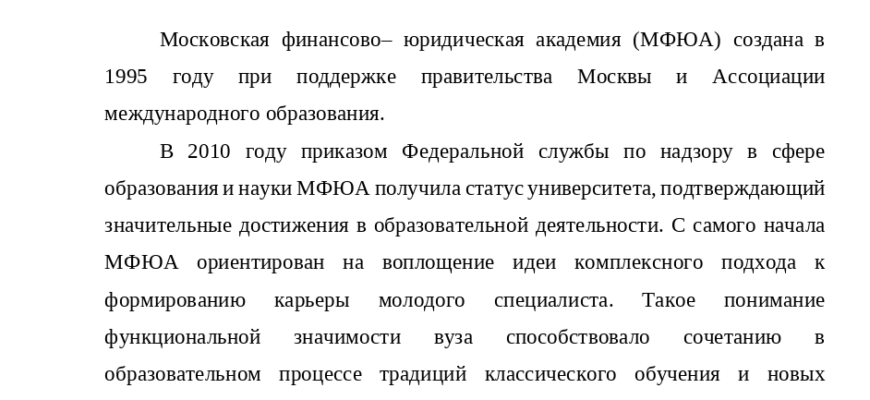 Московская финансово– юридическая академия (МФЮА) создана в
1995 году при поддержке правительства Москвы и Ассоциации
международного образования.
В 2010 году приказом Федеральной службы по надзору в сфере
образования и науки МФЮА получила статус университета, подтверждающий
значительные достижения в образовательной деятельности. С самого начала
МФЮА ориентирован на воплощение идеи комплексного подхода к
формированию карьеры молодого специалиста. Такое понимание
функциональной значимости вуза способствовало сочетанию в
образовательном процессе традиций классического обучения и новых